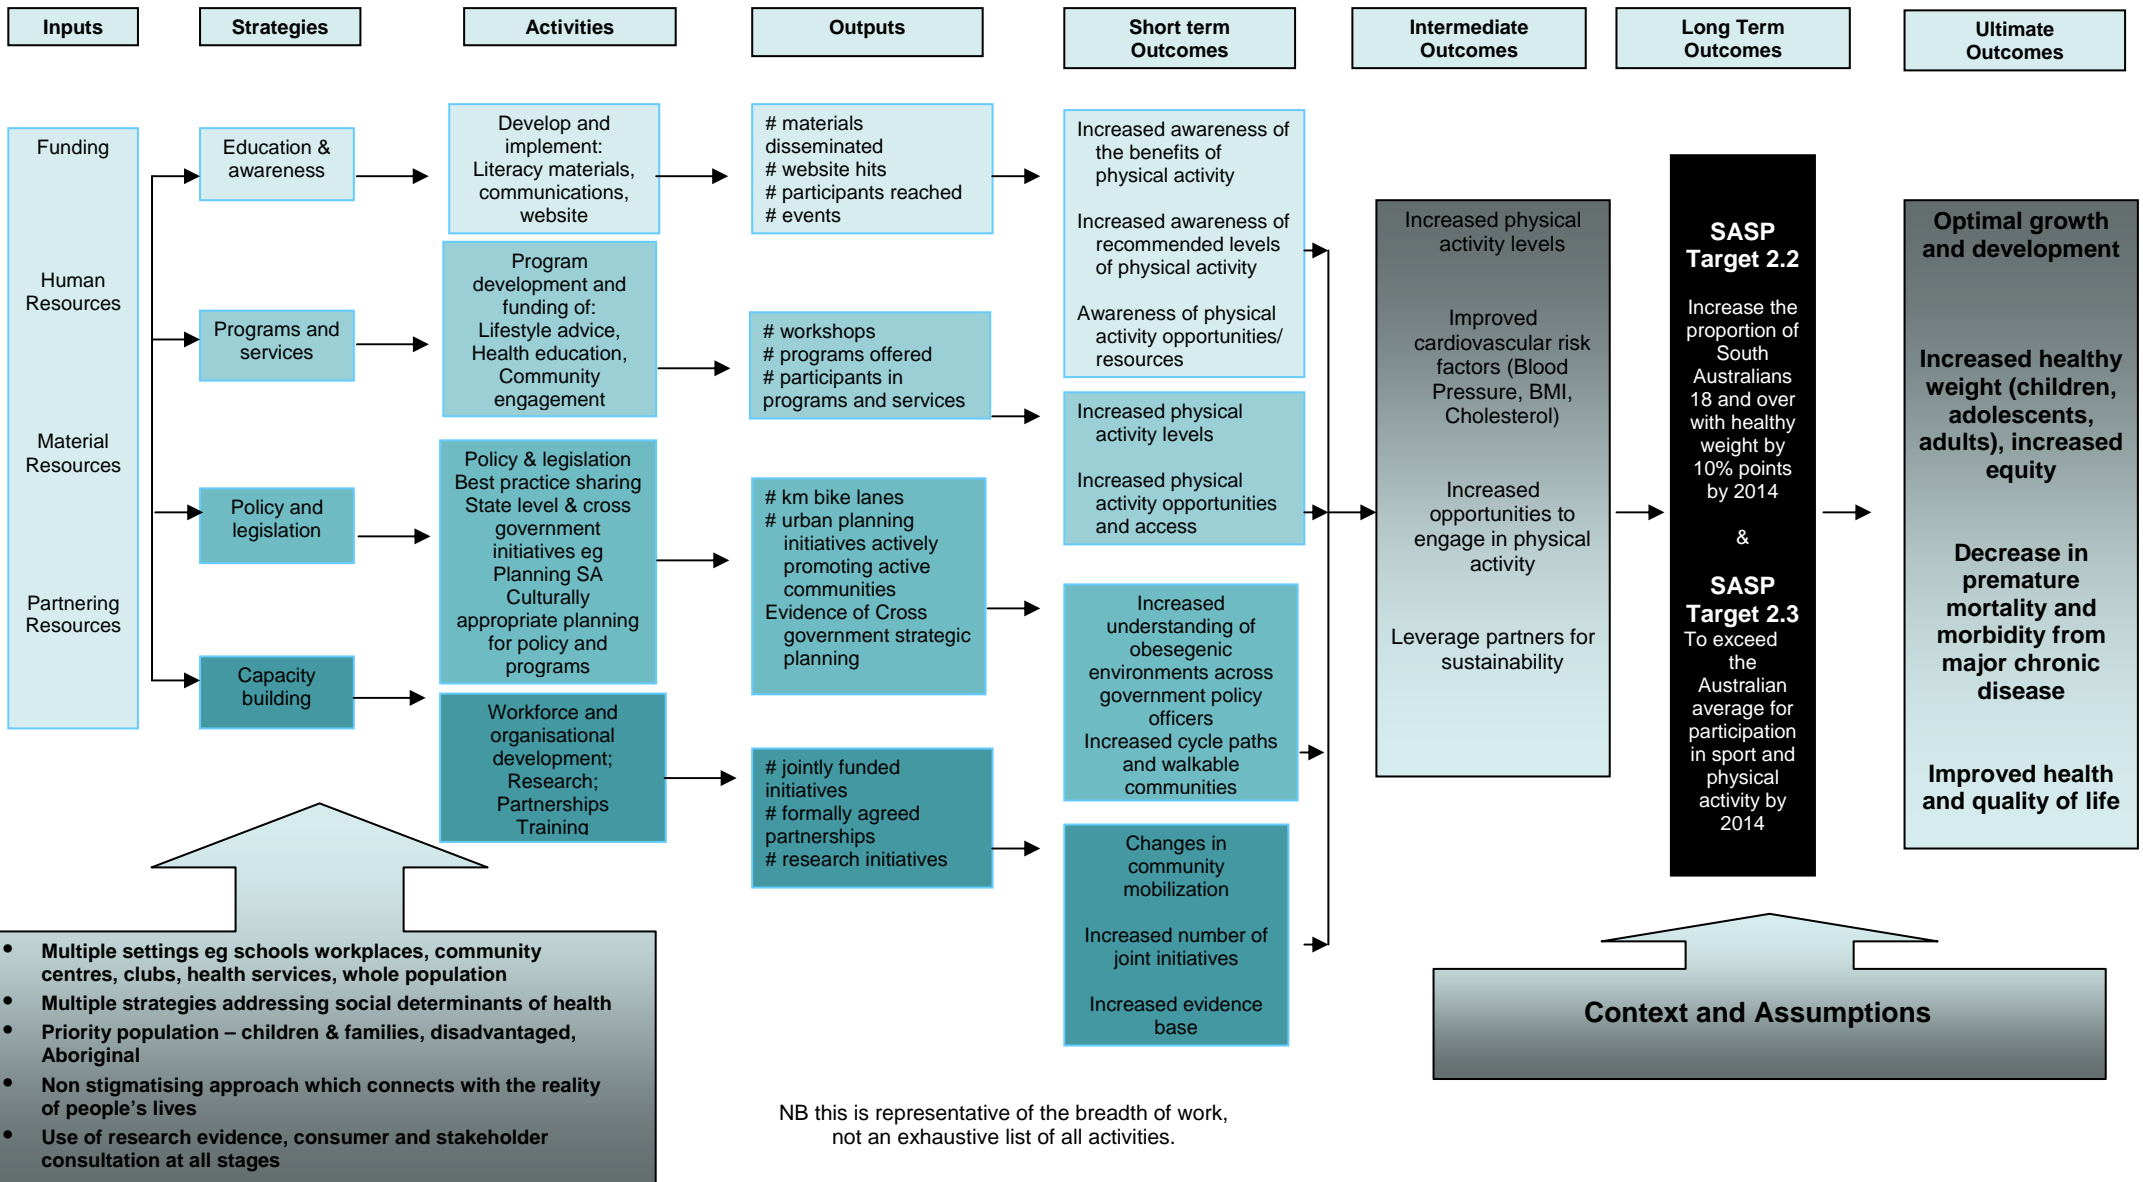 Inputs
Strategies
Activities
Outputs
Short term
Outcomes
Intermediate
Outcomes
Long Term
Outcomes
Ultimate
Outcomes
Funding
Human
Resources
Material
Resources
Partnering
Resources
Education &
awareness
Programs and
services
Policy and
legislation
Capacity
building
Develop and
implement:
Literacy materials,
communications,
website
Program
development and
funding of:
Lifestyle advice,
Health education,
Community
engagement
Policy & legislation
Best practice sharing
State level & cross
government
initiatives eg
Planning SA
Culturally
appropriate planning
for policy and
programs
Workforce and
organisational
development;
Research;
Partnerships
Training
# materials
disseminated
# website hits
# participants reached
# events
# workshops
# programs offered
# participants in
programs and services
# km bike lanes
# urban planning
initiatives actively
promoting active
communities
Evidence of Cross
government strategic
planning
# jointly funded
initiatives
# formally agreed
partnerships
# research initiatives
Increased awareness of
the benefits of
physical activity
Increased awareness of
recommended levels
of physical activity
Awareness of physical
activity opportunities/
resources
Increased physical
activity levels
Increased physical
activity opportunities
and access
Increased
understanding of
obesegenic
environments across
government policy
officers
Increased cycle paths
and walkable
communities
Changes in
community
mobilization
Increased number of
joint initiatives
Increased evidence
base
Increased physical
activity levels
Improved
cardiovascular risk
factors (Blood
Pressure, BMI,
Cholesterol)
Increased
opportunities to
engage in physical
activity
Leverage partners for
sustainability
SASP
Target 2.2
Increase the
proportion of
South
Australians
18 and over
with healthy
weight by
10% points
by 2014
&
SASP
Target 2.3
To exceed
the
Australian
average for
participation
in sport and
physical
activity by
2014
Optimal growth
and development
Increased healthy
weight (children,
adolescents,
adults), increased
equity
Decrease in
premature
mortality and
morbidity from
major chronic
disease
Improved health
and quality of life
• Multiple settings eg schools workplaces, community
centres, clubs, health services, whole population
• Multiple strategies addressing social determinants of health
• Priority population – children & families, disadvantaged,
Aboriginal
• Non stigmatising approach which connects with the reality
of people's lives
• Use of research evidence, consumer and stakeholder
consultation at all stages
NB this is representative of the breadth of work,
not an exhaustive list of all activities.
Context and Assumptions